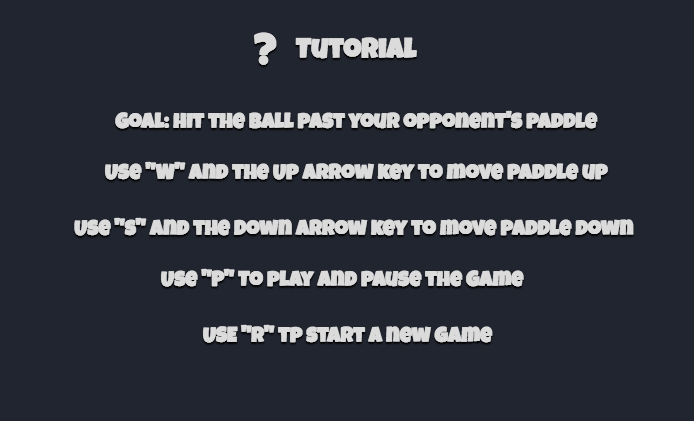 ? TUTORIAL
GOAL: HIT THE BALL PAST YOUR OPPONENT'S PADDLE
USE "W" AND THE UP ARROW KEY TO MOVE PADDLE UP
USE "S" AND THE DOWN ARROW KEY TO MOVE PADDLE DOWN
USE "P" TO PLAY AND PAUSE THE GAME
USE "R" TP START A NEW GAME